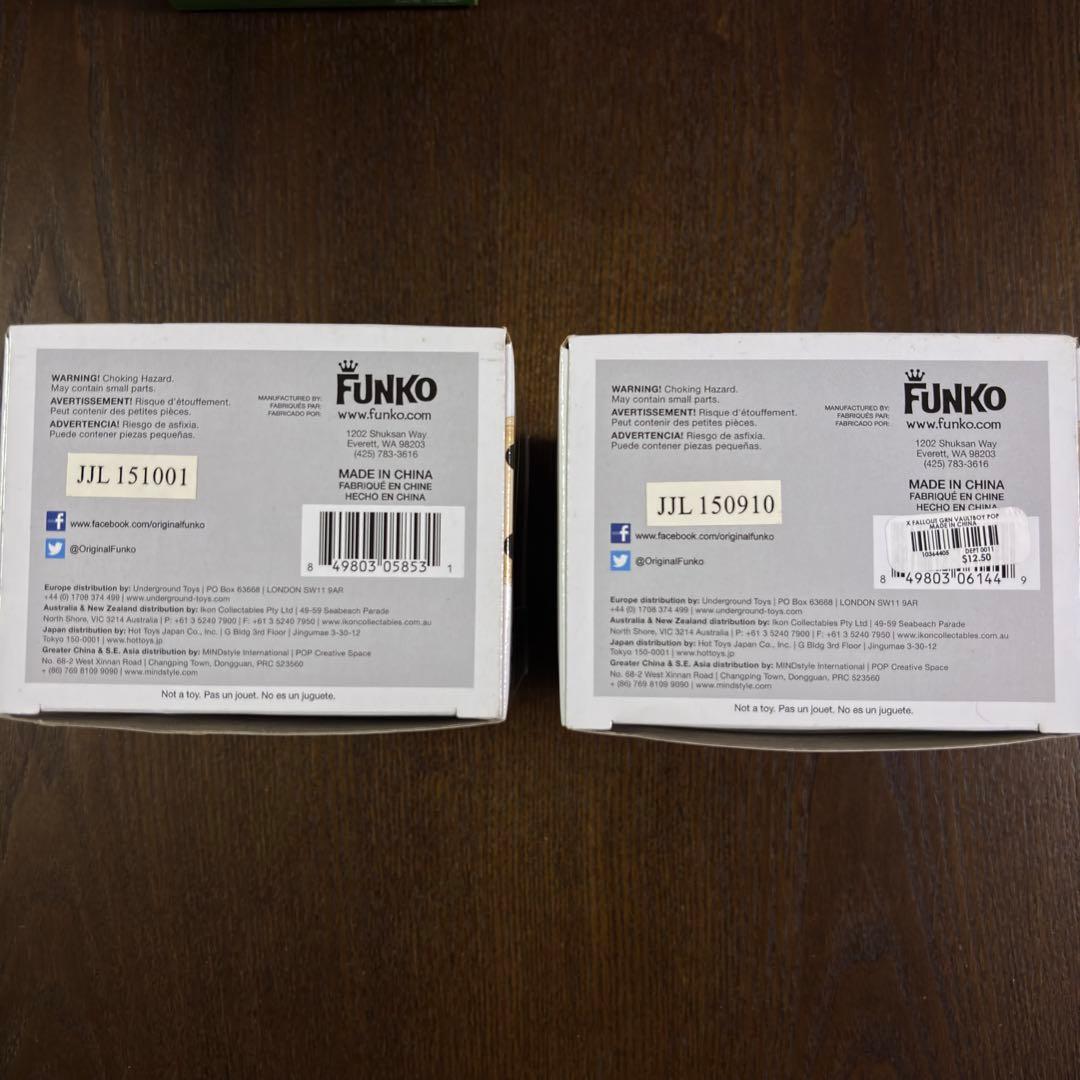 WARNING! Choking Hazard.
May contain small parts.
AVERTISSEMENT! Risque d'étouffement.
Peut contenir des petites pièces.
ADVERTENCIA! Riesgo de asfixia.
Puede contener piezas pequeñas.
MANUFACTURED BY:
FABRIQUÉS PAR:
FABRICADO POR:
FUNKO
www.funko.com
1202 Shuksan Way
Everett, WA 98203
(425) 783-3616
MADE IN CHINA
FABRIQUÉ EN CHINE
HECHO EN CHINA
JJL 151001
www.facebook.com/originalfunko
@OriginalFunko
8 49803 05853 1
Europe distribution by: Underground Toys | PO Box 63668 | LONDON SW11 9AR
+44 (0) 1708 374 499 | www.underground-toys.com
Australia & New Zealand distribution by: Ikon Collectables Pty Ltd | 49-59 Seabeach Parade
North Shore, VIC 3214 Australia | P: +61 3 5240 7900 | F: +61 3 5240 7950 | www.ikoncollectables.com.au
Japan distribution by: Hot Toys Japan Co., Inc. | G Bldg 3rd Floor | Jingumae 3-30-12
Tokyo 150-0001 | www.hottoys.jp
Greater China & S.E. Asia distribution by: MINDstyle International | POP Creative Space
No. 68-2 West Xinnan Road | Changping Town, Dongguan, PRC 523560
+ (86) 769 8109 9090 | www.mindstyle.com
Not a toy. Pas un jouet. No es un juguete.
WARNING! Choking Hazard.
May contain small parts.
AVERTISSEMENT! Risque d'étouffement.
Peut contenir des petites pièces.
ADVERTENCIA! Riesgo de asfixia.
Puede contener piezas pequeñas.
MANUFACTURED BY:
FABRIQUÉS PAR:
FABRICADO POR:
FUNKO
www.funko.com
1202 Shuksan Way
Everett, WA 98203
(425) 783-3616
MADE IN CHINA
FABRIQUÉ EN CHINE
HECHO EN CHINA
JJL 150910
www.facebook.com/originalfunko
@OriginalFunko
X FALLOUT GRN VAULTBOY POP
MADE IN CHINA
10364405 DEPT 0011
$12.50
8 49803 06144 9
Europe distribution by: Underground Toys | PO Box 63668 | LONDON SW11 9AR
+44 (0) 1708 374 499 | www.underground-toys.com
Australia & New Zealand distribution by: Ikon Collectables Pty Ltd | 49-59 Seabeach Parade
North Shore, VIC 3214 Australia | P: +61 3 5240 7900 | F: +61 3 5240 7950 | www.ikoncollectables.com.au
Japan distribution by: Hot Toys Japan Co., Inc. | G Bldg 3rd Floor | Jingumae 3-30-12
Tokyo 150-0001 | www.hottoys.jp
Greater China & S.E. Asia distribution by: MINDstyle International | POP Creative Space
No. 68-2 West Xinnan Road | Changping Town, Dongguan, PRC 523560
+ (86) 769 8109 9090 | www.mindstyle.com
Not a toy. Pas un jouet. No es un juguete.